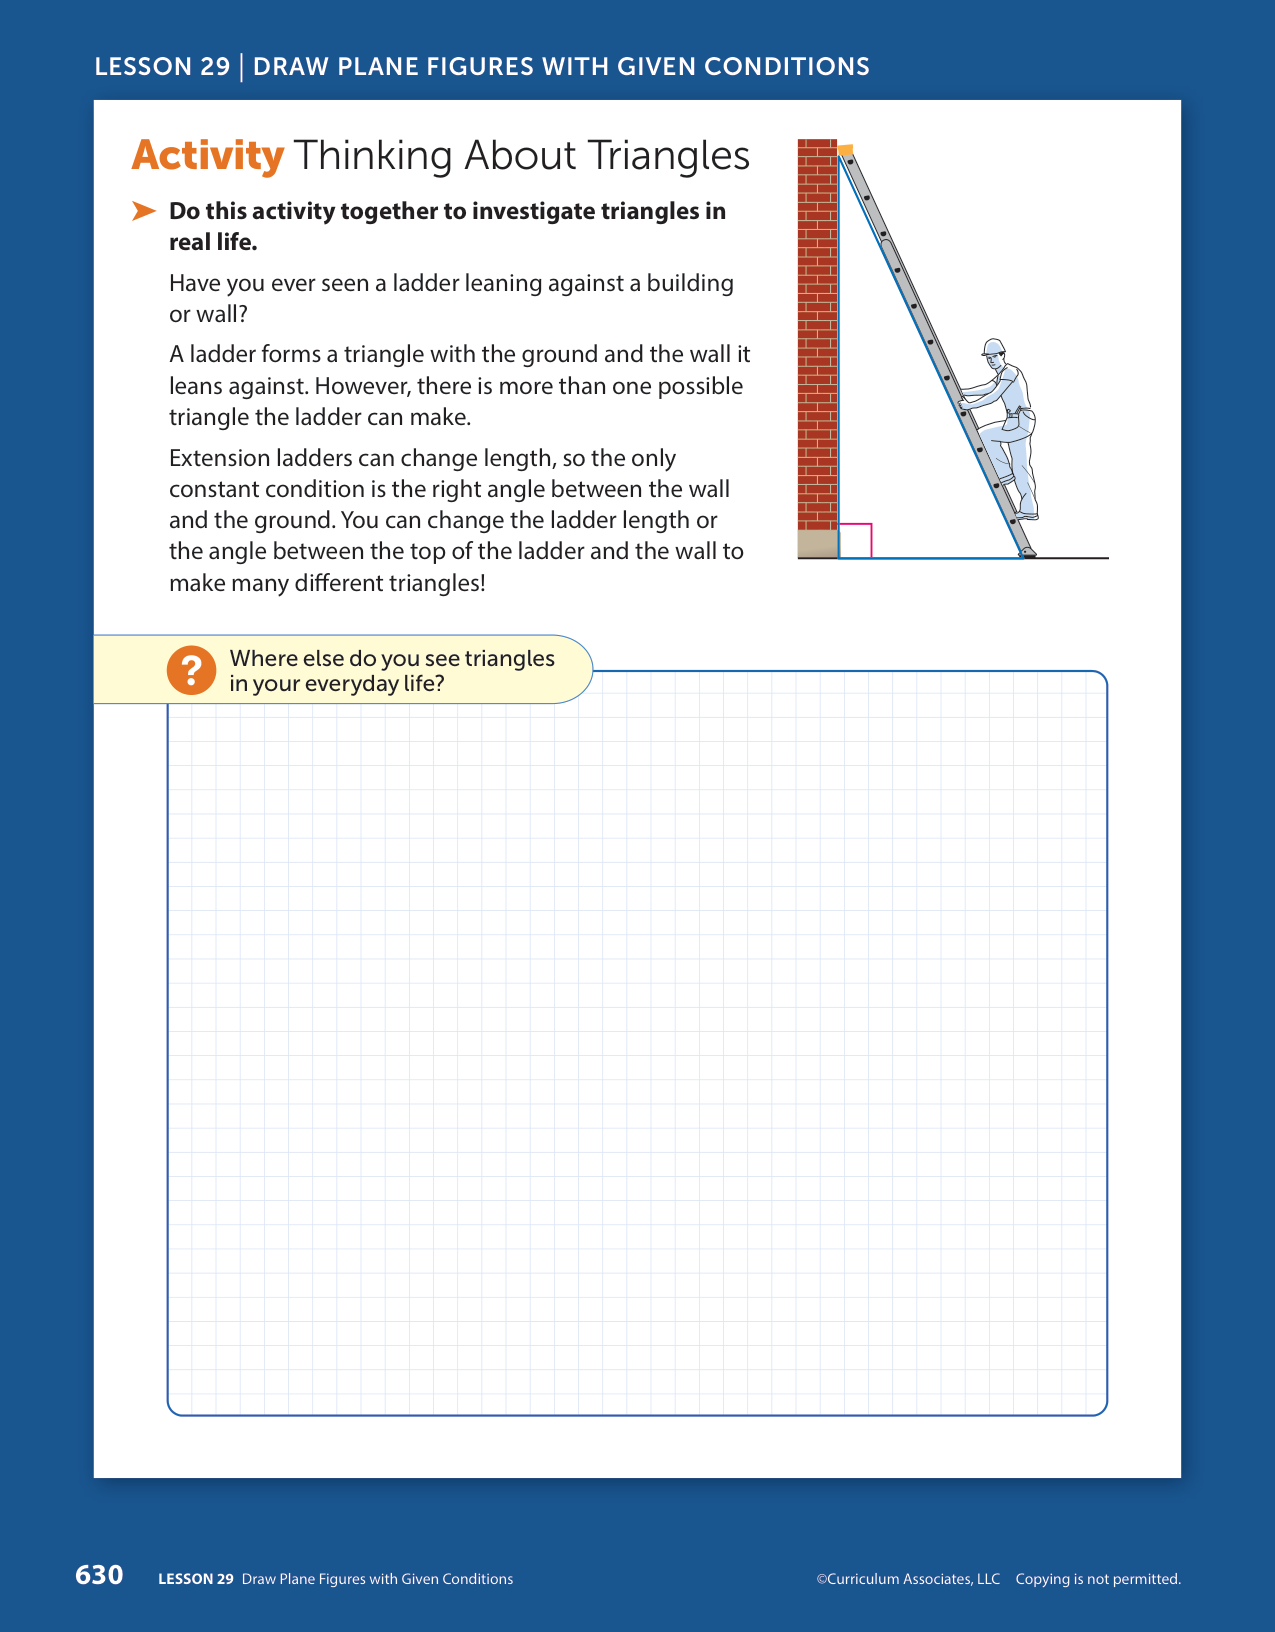 LESSON 29 | DRAW PLANE FIGURES WITH GIVEN CONDITIONS
Activity Thinking About Triangles
Do this activity together to investigate triangles in
real life.
Have you ever seen a ladder leaning against a building
or wall?
A ladder forms a triangle with the ground and the wall it
leans against. However, there is more than one possible
triangle the ladder can make.
Extension ladders can change length, so the only
constant condition is the right angle between the wall
and the ground. You can change the ladder length or
the angle between the top of the ladder and the wall to
make many different triangles!
? Where else do you see triangles
in your everyday life?
630 LESSON 29 Draw Plane Figures with Given Conditions ©Curriculum Associates, LLC Copying is not permitted.